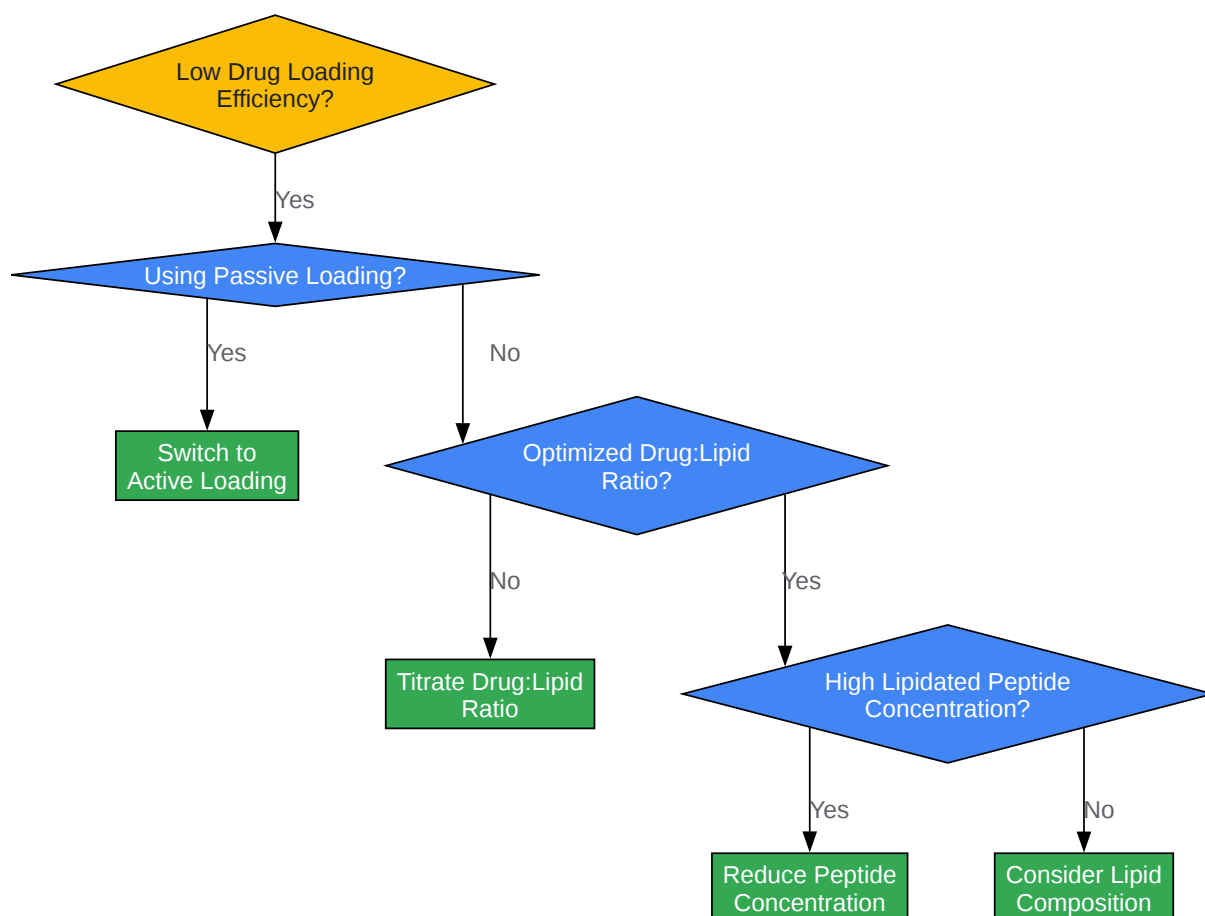 Low Drug Loading
Efficiency?
Yes
Using Passive Loading?
Yes
No
Switch to
Active Loading
Optimized Drug:Lipid
Ratio?
No
Yes
Titrate Drug:Lipid
Ratio
High Lipidated Peptide
Concentration?
Yes
No
Reduce Peptide
Concentration
Consider Lipid
Composition